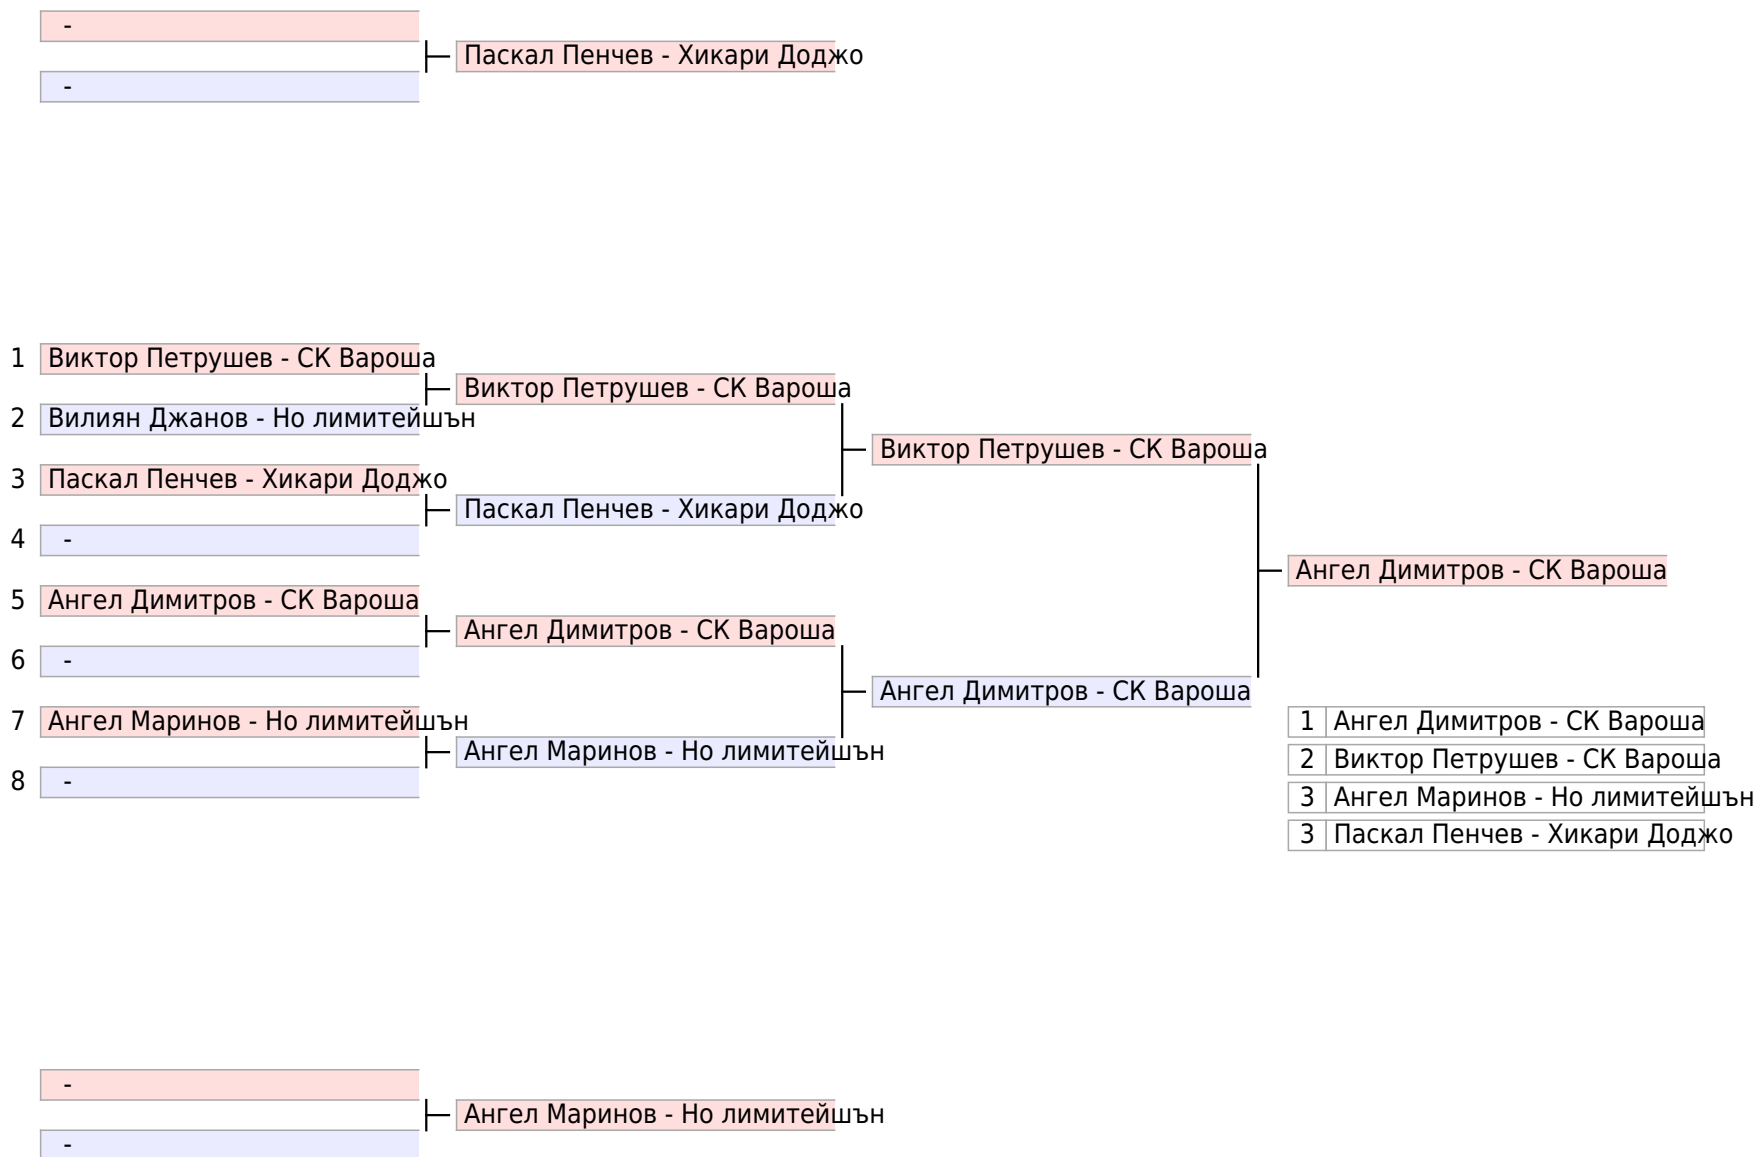 -
Паскал Пенчев - Хикари Доджо
-
1 Виктор Петрушев - СК Вароша
Виктор Петрушев - СК Вароша
2 Вилиян Джанов - Но лимитейшън
Виктор Петрушев - СК Вароша
3 Паскал Пенчев - Хикари Доджо
Паскал Пенчев - Хикари Доджо
4 -
Ангел Димитров - СК Вароша
5 Ангел Димитров - СК Вароша
Ангел Димитров - СК Вароша
6 -
Ангел Димитров - СК Вароша
7 Ангел Маринов - Но лимитейшън
1 Ангел Димитров - СК Вароша
Ангел Маринов - Но лимитейшън
2 Виктор Петрушев - СК Вароша
8 -
3 Ангел Маринов - Но лимитейшън
3 Паскал Пенчев - Хикари Доджо
-
Ангел Маринов - Но лимитейшън
-